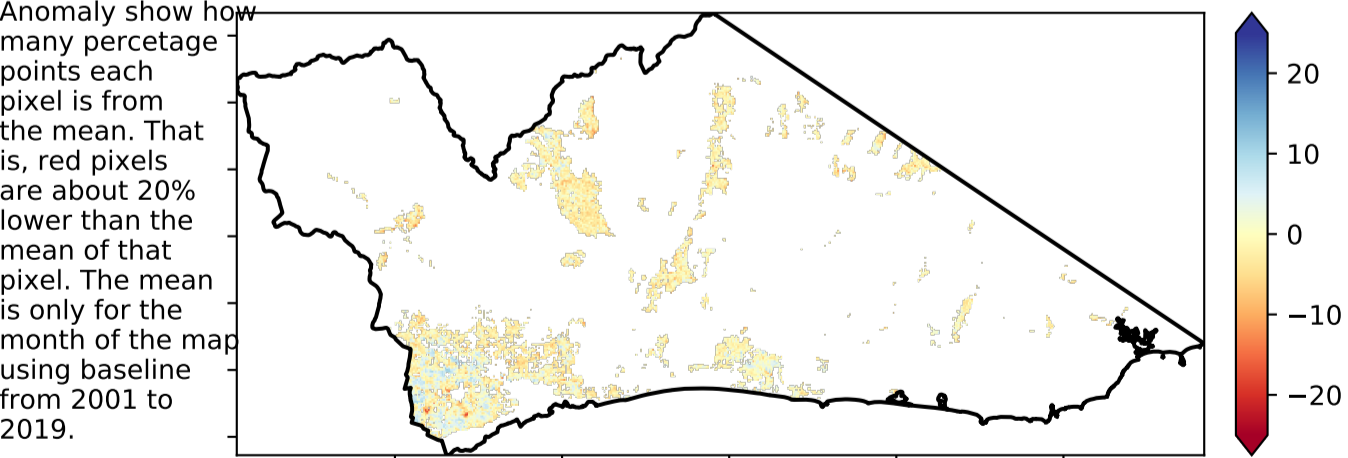 Anomaly show how
many percetage
points each
pixel is from
the mean. That
is, red pixels
are about 20%
lower than the
mean of that
pixel. The mean
is only for the
month of the map
using baseline
from 2001 to
2019.
20
10
0
−10
−20